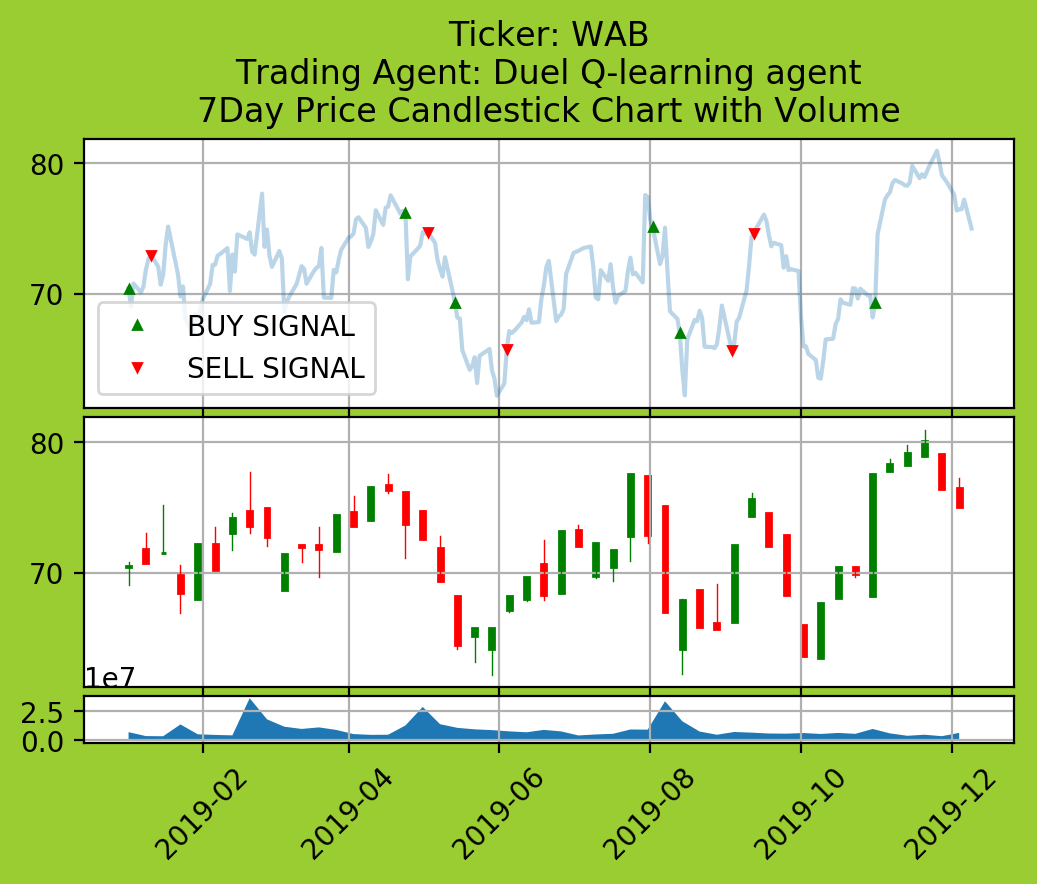 Ticker: WAB
Trading Agent: Duel Q-learning agent
7Day Price Candlestick Chart with Volume
80
70
BUY SIGNAL
SELL SIGNAL
80
70
1e7
2.5
0.0
2019-02
2019-04
2019-06
2019-08
2019-10
2019-12